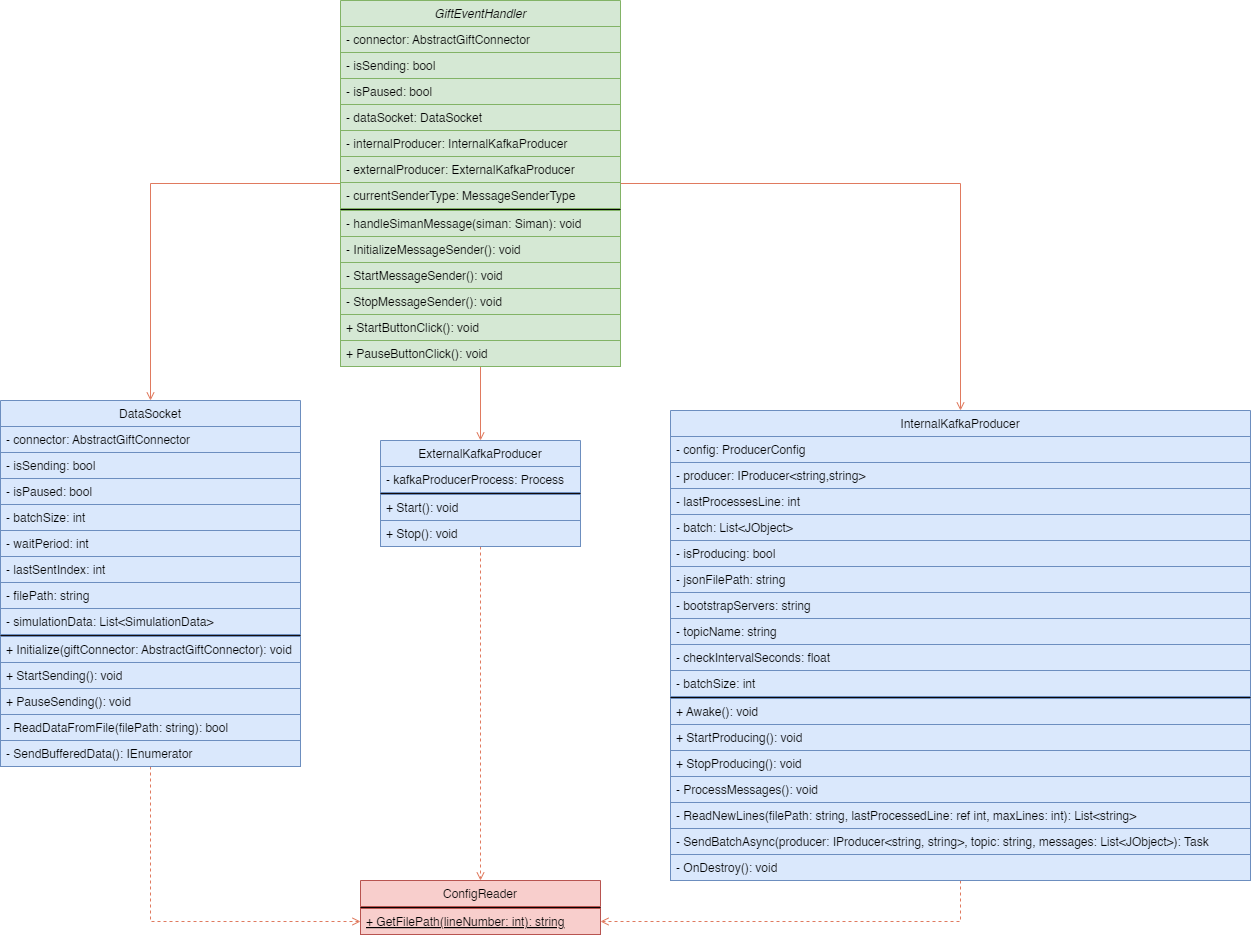 GiftEventHandler
- connector: AbstractGiftConnector
- isSending: bool
- isPaused: bool
- dataSocket: DataSocket
- internalProducer: InternalKafkaProducer
- externalProducer: ExternalKafkaProducer
- currentSenderType: MessageSenderType
- handleSimanMessage(siman: Siman): void
- InitializeMessageSender(): void
- StartMessageSender(): void
- StopMessageSender(): void
+ StartButtonClick(): void
+ PauseButtonClick(): void
DataSocket
- connector: AbstractGiftConnector
- isSending: bool
- isPaused: bool
- batchSize: int
- waitPeriod: int
- lastSentIndex: int
- filePath: string
- simulationData: List<SimulationData>
+ Initialize(giftConnector: AbstractGiftConnector): void
+ StartSending(): void
+ PauseSending(): void
- ReadDataFromFile(filePath: string): bool
- SendBufferedData(): IEnumerator
ExternalKafkaProducer
- kafkaProducerProcess: Process
+ Start(): void
+ Stop(): void
InternalKafkaProducer
- config: ProducerConfig
- producer: IProducer<string,string>
- lastProcessesLine: int
- batch: List<JObject>
- isProducing: bool
- jsonFilePath: string
- bootstrapServers: string
- topicName: string
- checkIntervalSeconds: float
- batchSize: int
+ Awake(): void
+ StartProducing(): void
+ StopProducing(): void
- ProcessMessages(): void
- ReadNewLines(filePath: string, lastProcessedLine: ref int, maxLines: int): List<string>
- SendBatchAsync(producer: IProducer<string, string>, topic: string, messages: List<JObject>): Task
- OnDestroy(): void
ConfigReader
+ GetFilePath(lineNumber: int): string